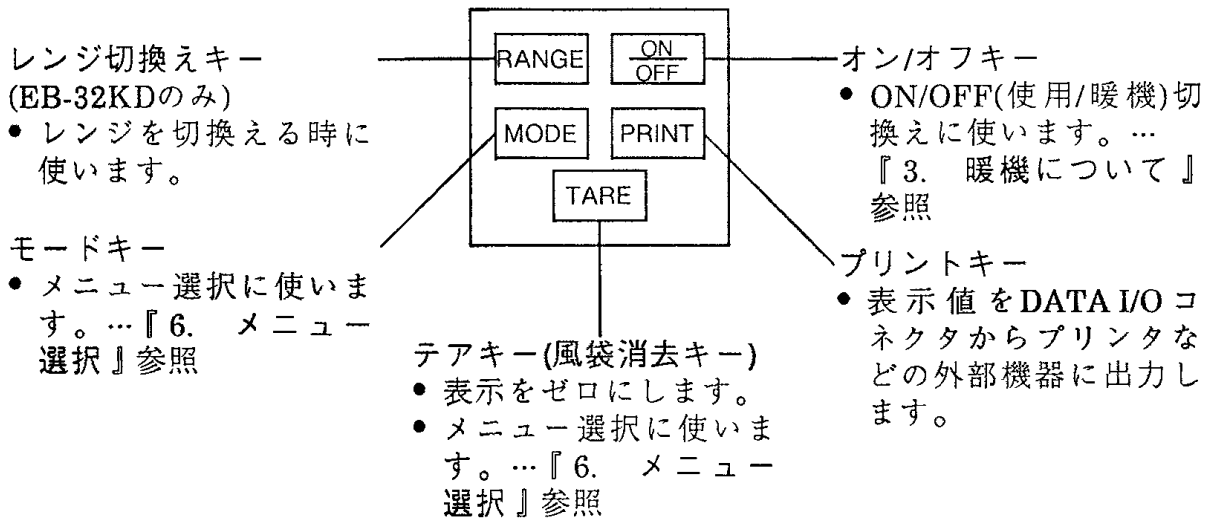 レンジ切換えキー
(EB-32KDのみ)
• レンジを切換える時に
使います。
モードキー
• メニュー選択に使いま
す。…『6. メニュー
選択』参照
RANGE
ON
OFF
MODE
PRINT
TARE
テアキー(風袋消去キー)
• 表示をゼロにします。
• メニュー選択に使いま
す。…『6. メニュー
選択』参照
オン/オフキー
• ON/OFF(使用/暖機)切
換えに使います。…
『3. 暖機について』
参照
プリントキー
• 表示値をDATA I/Oコ
ネクタからプリンタな
どの外部機器に出力し
ます。